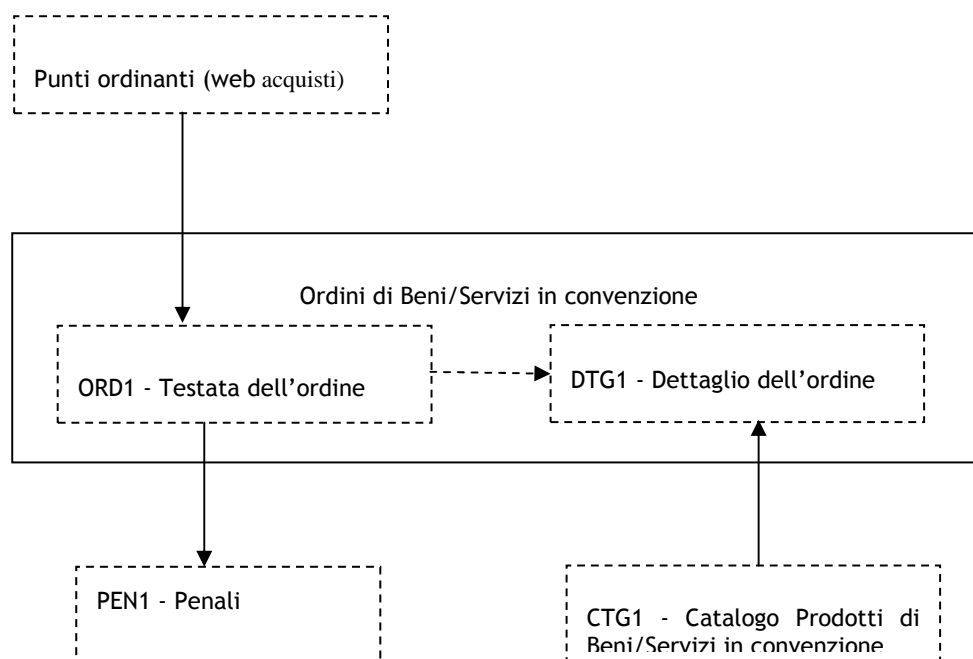 Punti ordinanti (web acquisti)
Ordini di Beni/Servizi in convenzione
ORD1 - Testata dell'ordine
DTG1 - Dettaglio dell'ordine
PEN1 - Penali
CTG1 - Catalogo Prodotti di
Beni/Servizi in convenzione